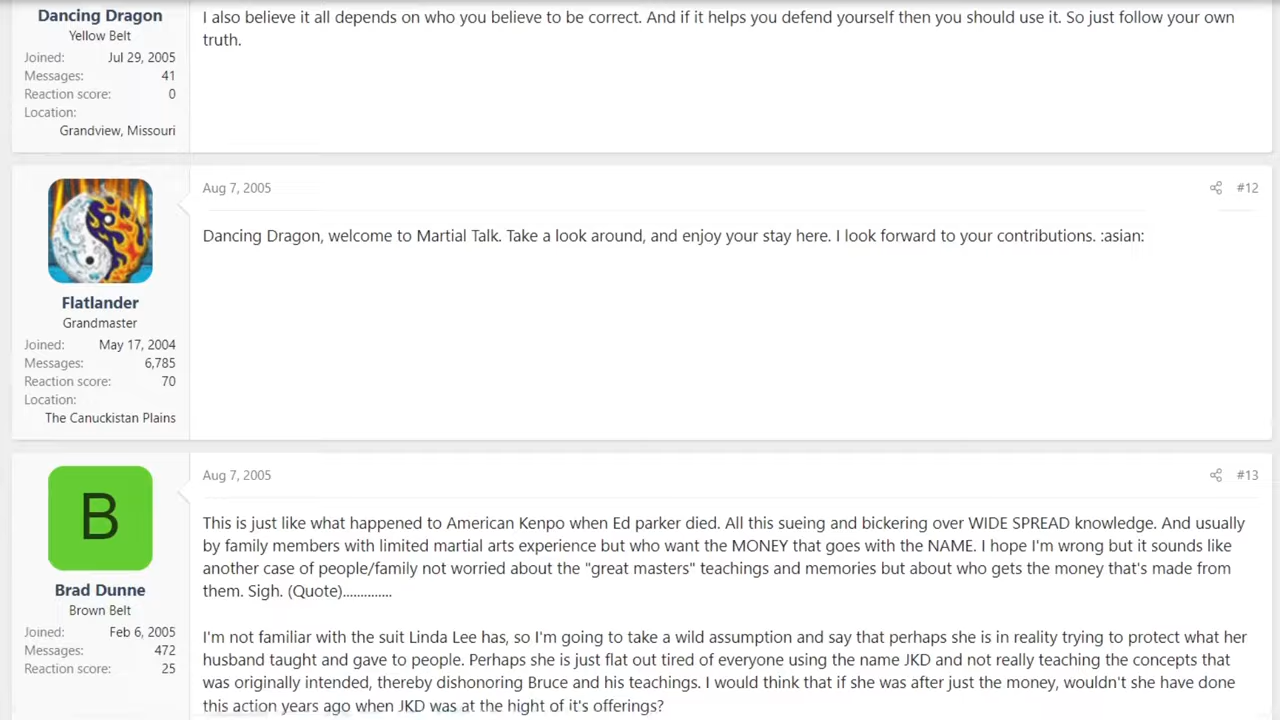 Dancing Dragon
Yellow Belt
Joined: Jul 29, 2005
Messages: 41
Reaction score: 0
Location:
Grandview, Missouri
I also believe it all depends on who you believe to be correct. And if it helps you defend yourself then you should use it. So just follow your own
truth.
Flatlander
Grandmaster
Joined: May 17, 2004
Messages: 6,785
Reaction score: 70
Location:
The Canuckistan Plains
Aug 7, 2005 #12
Dancing Dragon, welcome to Martial Talk. Take a look around, and enjoy your stay here. I look forward to your contributions. :asian:
B
Brad Dunne
Brown Belt
Joined: Feb 6, 2005
Messages: 472
Reaction score: 25
Aug 7, 2005 #13
This is just like what happened to American Kenpo when Ed parker died. All this sueing and bickering over WIDE SPREAD knowledge. And usually
by family members with limited martial arts experience but who want the MONEY that goes with the NAME. I hope I'm wrong but it sounds like
another case of people/family not worried about the "great masters" teachings and memories but about who gets the money that's made from
them. Sigh. (Quote)..............
I'm not familiar with the suit Linda Lee has, so I'm going to take a wild assumption and say that perhaps she is in reality trying to protect what her
husband taught and gave to people. Perhaps she is just flat out tired of everyone using the name JKD and not really teaching the concepts that
was originally intended, thereby dishonoring Bruce and his teachings. I would think that if she was after just the money, wouldn't she have done
this action years ago when JKD was at the hight of it's offerings?